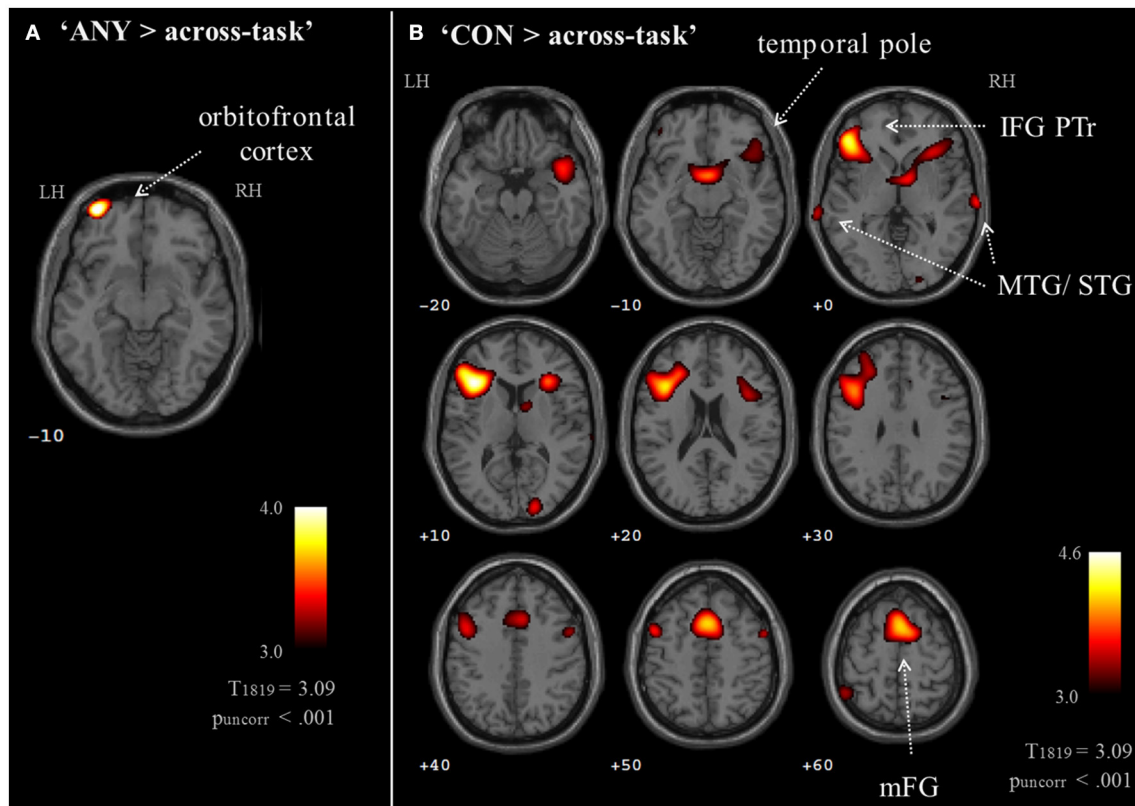 A ‘ANY > across-task’
orbitofrontal
cortex
LH
RH
-10
4.0
3.0
T1819 = 3.09
puncorr < .001
B ‘CON > across-task’
temporal pole
LH
RH
IFG PTr
MTG/ STG
-20
-10
+0
+10
+20
+30
4.6
3.0
+40
+50
+60
mFG
T1819 = 3.09
puncorr < .001